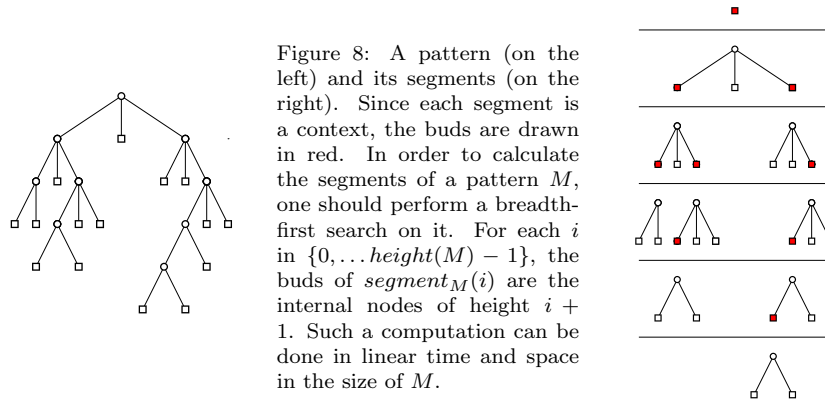 Figure 8: A pattern (on the
left) and its segments (on the
right). Since each segment is
a context, the buds are drawn
in red. In order to calculate
the segments of a pattern M,
one should perform a breadth-
first search on it. For each i
in {0, . . . height(M) − 1}, the
buds of segment_M(i) are the
internal nodes of height i +
1. Such a computation can be
done in linear time and space
in the size of M.